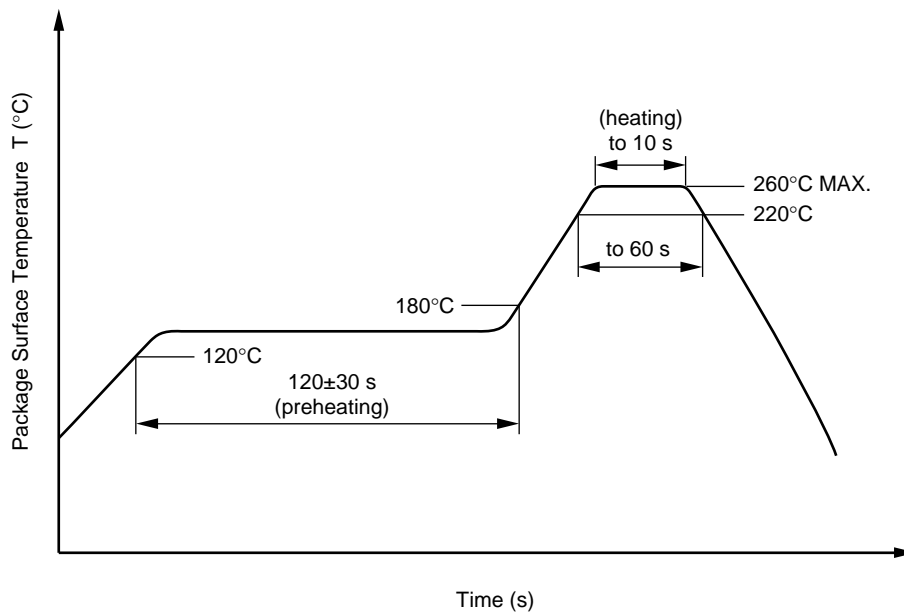 Package Surface Temperature T (°C)
(heating)
to 10 s
260°C MAX.
220°C
to 60 s
180°C
120°C
120±30 s
(preheating)
Time (s)